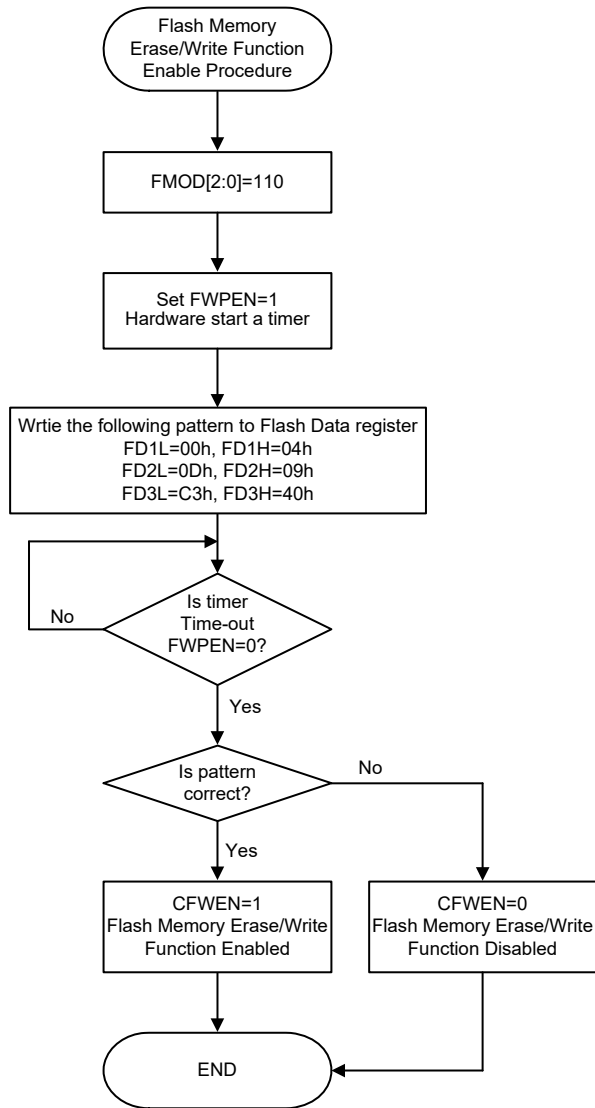 Flash Memory
Erase/Write Function
Enable Procedure
FMOD[2:0]=110
Set FWPEN=1
Hardware start a timer
Wrtie the following pattern to Flash Data register
FD1L=00h, FD1H=04h
FD2L=0Dh, FD2H=09h
FD3L=C3h, FD3H=40h
Is timer
Time-out
FWPEN=0?
No
Yes
Is pattern
correct?
No
Yes
CFWEN=1
Flash Memory Erase/Write
Function Enabled
CFWEN=0
Flash Memory Erase/Write
Function Disabled
END